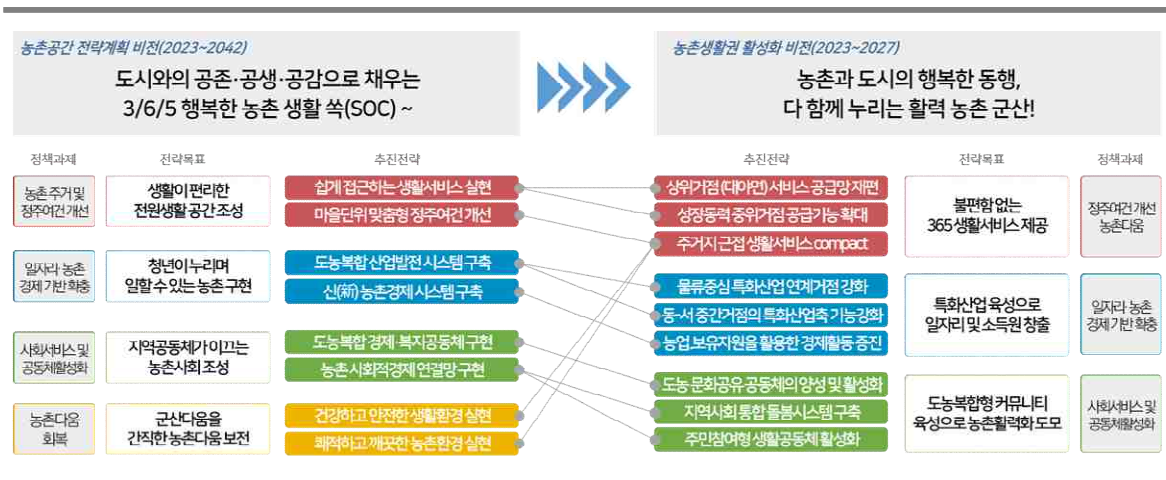 농촌공간 전략계획 비전(2023~2042)
도시와의 공존·공생·공감으로 채우는
3/6/5 행복한 농촌 생활 쏙(SOC) ~
농촌생활권 활성화 비전(2023~2027)
농촌과 도시의 행복한 동행,
다 함께 누리는 활력 농촌 군산!
정책과제
전략목표
추진전략
농촌 주거 및
정주여건 개선
생활이 편리한
전원생활 공간 조성
쉽게 접근하는 생활서비스 실현
마을단위 맞춤형 정주여건 개선
일자리·농촌
경제 기반 확충
청년이 누리며
일할 수 있는 농촌 구현
도농복합 산업발전 시스템 구축
신(新) 농촌경제 시스템 구축
사회서비스 및
공동체활성화
지역공동체가 이끄는
농촌사회 조성
도농복합 경제·복지공동체 구현
농촌 사회적경제 연결망 구현
농촌다움
회복
군산다움을
간직한 농촌다움 보전
건강하고 안전한 생활환경 실현
쾌적하고 깨끗한 농촌환경 실현
추진전략
전략목표
정책과제
상위거점 (대야면) 서비스 공급망 재편
성장동력 중위거점 공급기능 확대
주거지 근접 생활서비스 compact
불편함 없는
365 생활서비스 제공
정주여건 개선
농촌다움
물류중심 특화산업 연계거점 강화
동-서 중간거점의 특화산업축 기능강화
농업 보유자원을 활용한 경제활동 증진
특화산업 육성으로
일자리 및 소득원 창출
일자리·농촌
경제 기반 확충
도농 문화공유 공동체의 양성 및 활성화
지역사회 통합 돌봄시스템 구축
주민참여형 생활공동체 활성화
도농복합형 커뮤니티
육성으로 농촌활력화 도모
사회서비스 및
공동체활성화